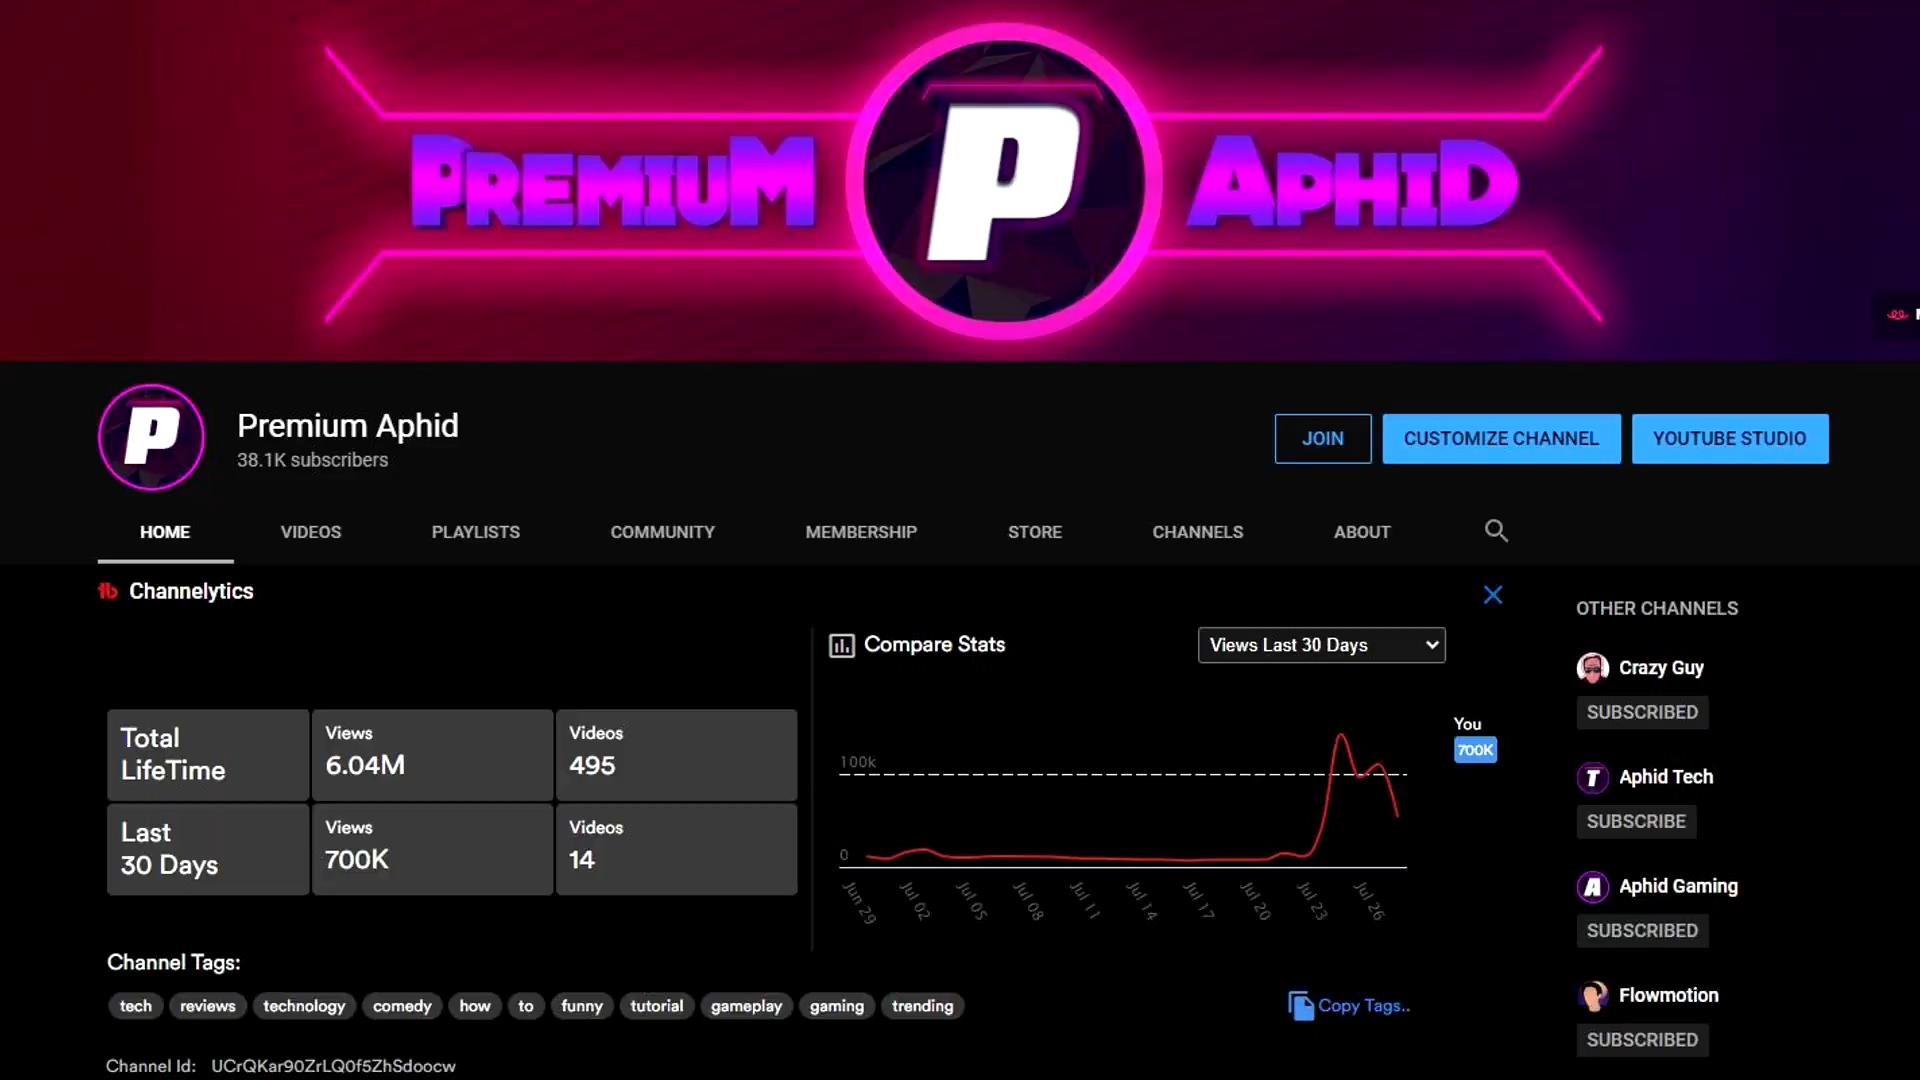 PREMIUM P APHID
P Premium Aphid
38.1K subscribers
JOIN CUSTOMIZE CHANNEL YOUTUBE STUDIO
HOME VIDEOS PLAYLISTS COMMUNITY MEMBERSHIP STORE CHANNELS ABOUT
tb Channelytics
Compare Stats
Views Last 30 Days
Total LifeTime
Views
6.04M
Videos
495
Last 30 Days
Views
700K
Videos
14
100k
0
Jun 29 Jul 02 Jul 05 Jul 08 Jul 11 Jul 14 Jul 17 Jul 20 Jul 23 Jul 26
You
700K
Channel Tags:
tech reviews technology comedy how to funny tutorial gameplay gaming trending
Copy Tags..
Channel Id: UCrQKar90ZrLQ0f5ZhSdoocw
OTHER CHANNELS
Crazy Guy
SUBSCRIBED
T Aphid Tech
SUBSCRIBE
A Aphid Gaming
SUBSCRIBED
Flowmotion
SUBSCRIBED